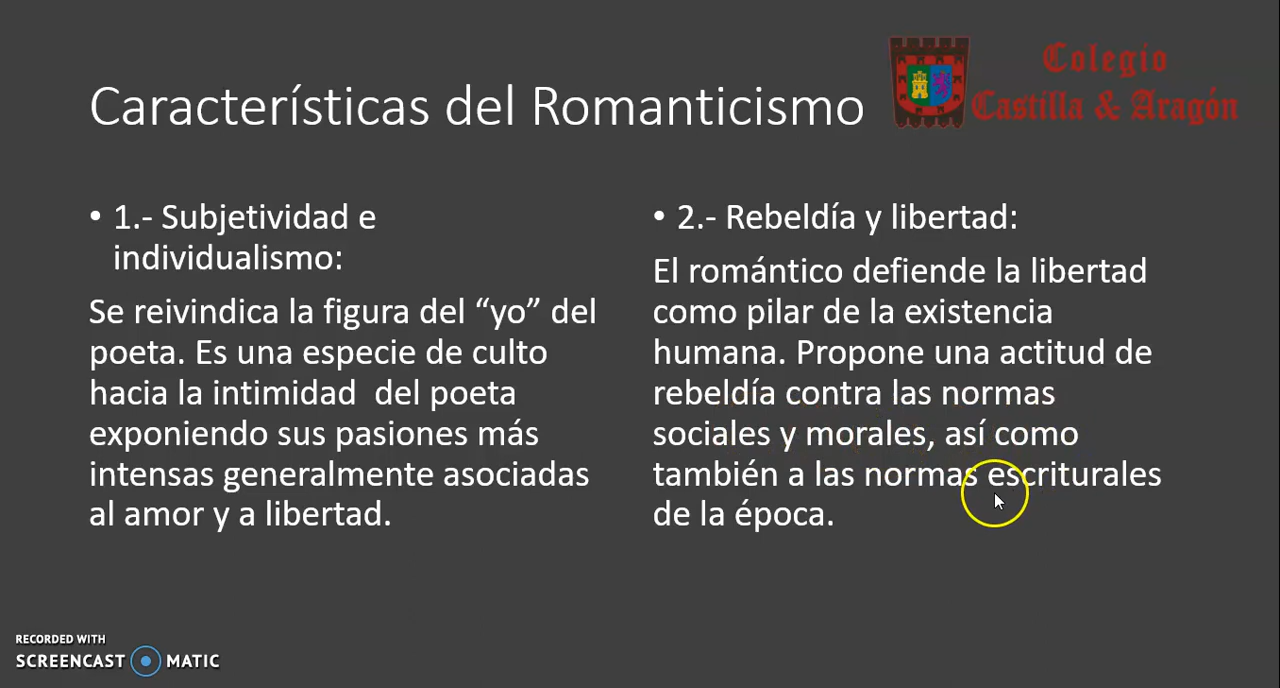 Características del Romanticismo
Colegio
Castilla & Aragón
• 1.- Subjetividad e
individualismo:
Se reivindica la figura del “yo” del
poeta. Es una especie de culto
hacia la intimidad  del poeta
exponiendo sus pasiones más
intensas generalmente asociadas
al amor y a libertad.
• 2.- Rebeldía y libertad:
El romántico defiende la libertad
como pilar de la existencia
humana. Propone una actitud de
rebeldía contra las normas
sociales y morales, así como
también a las normas escriturales
de la época.
RECORDED WITH
SCREENCAST MATIC